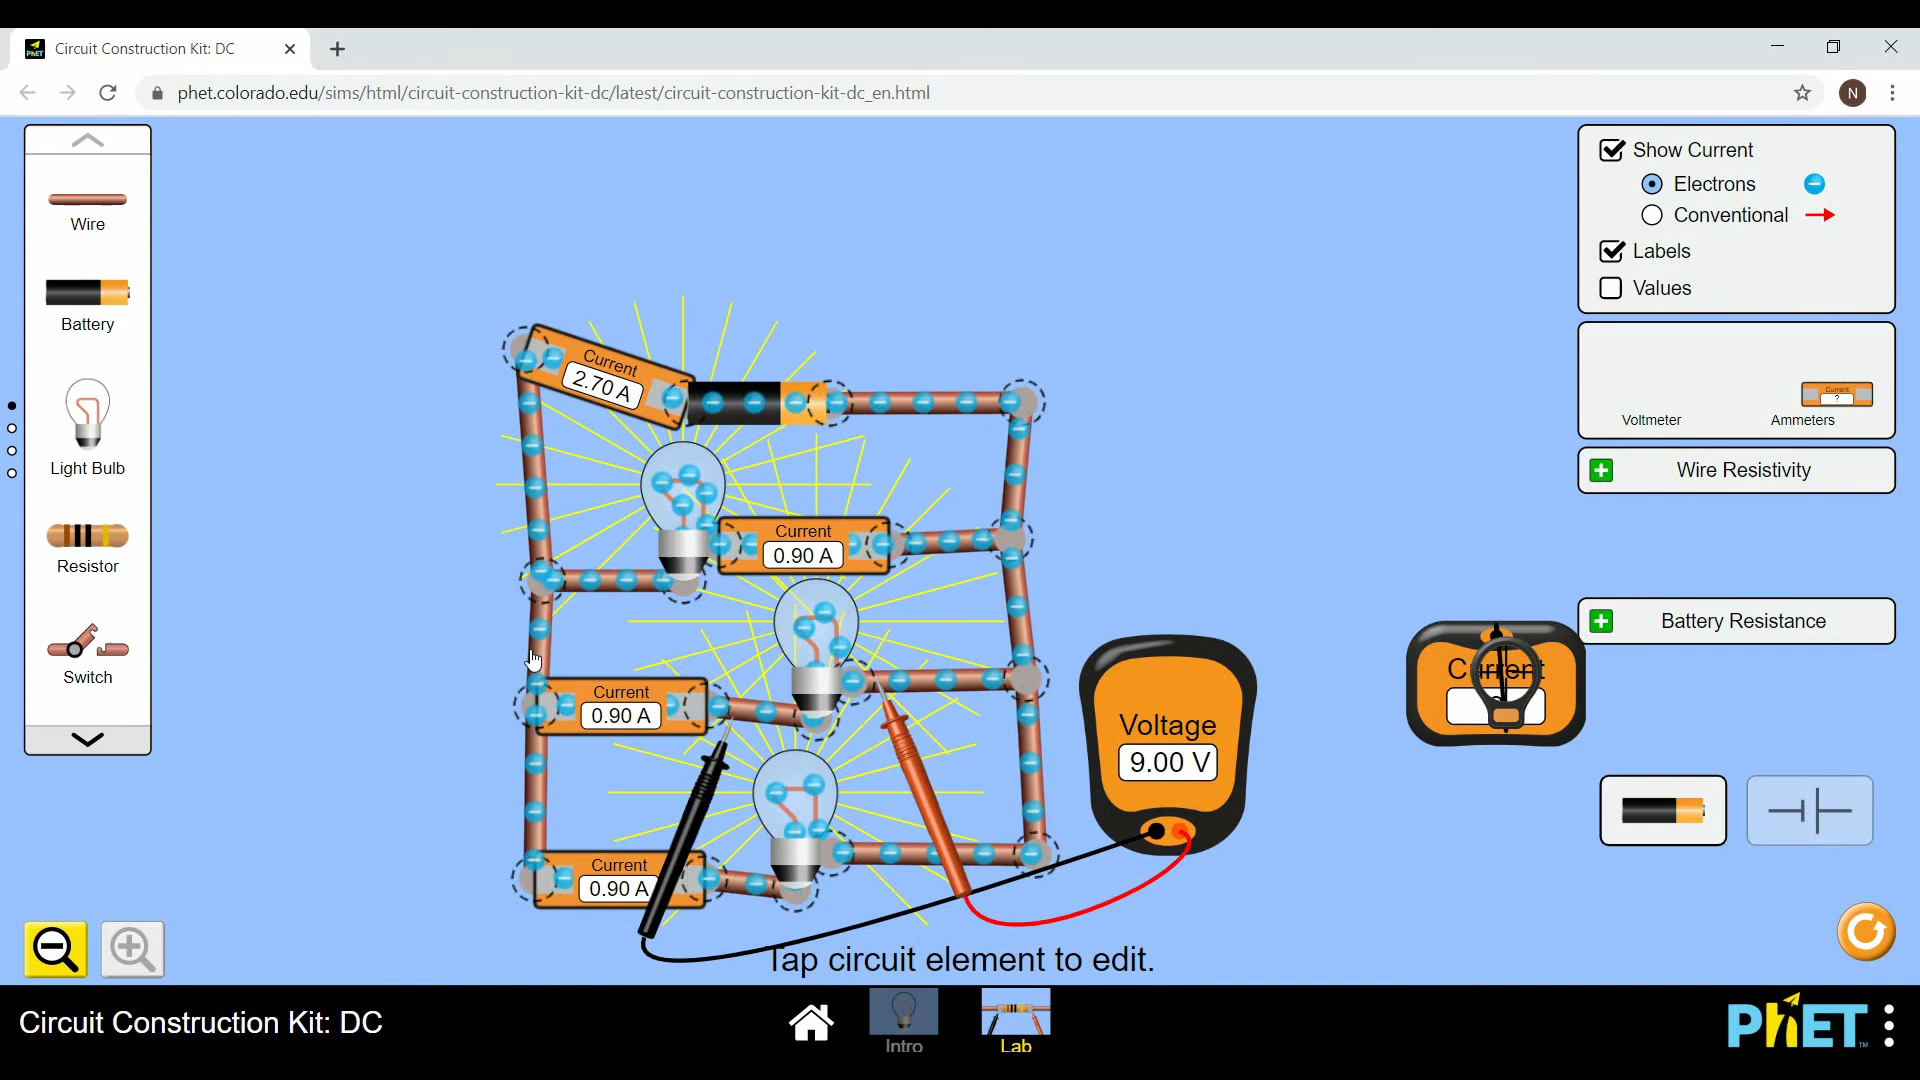 Circuit Construction Kit: DC
phet.colorado.edu/sims/html/circuit-construction-kit-dc/latest/circuit-construction-kit-dc_en.html
N
Wire
Battery
Light Bulb
Resistor
Switch
Show Current
Electrons
Conventional
Labels
Values
Current
?
Voltmeter
Ammeters
Wire Resistivity
Battery Resistance
Current
2.70 A
Current
0.90 A
Current
0.90 A
Current
0.90 A
Voltage
9.00 V
Current
Tap circuit element to edit.
Circuit Construction Kit: DC
Intro
Lab
PhET